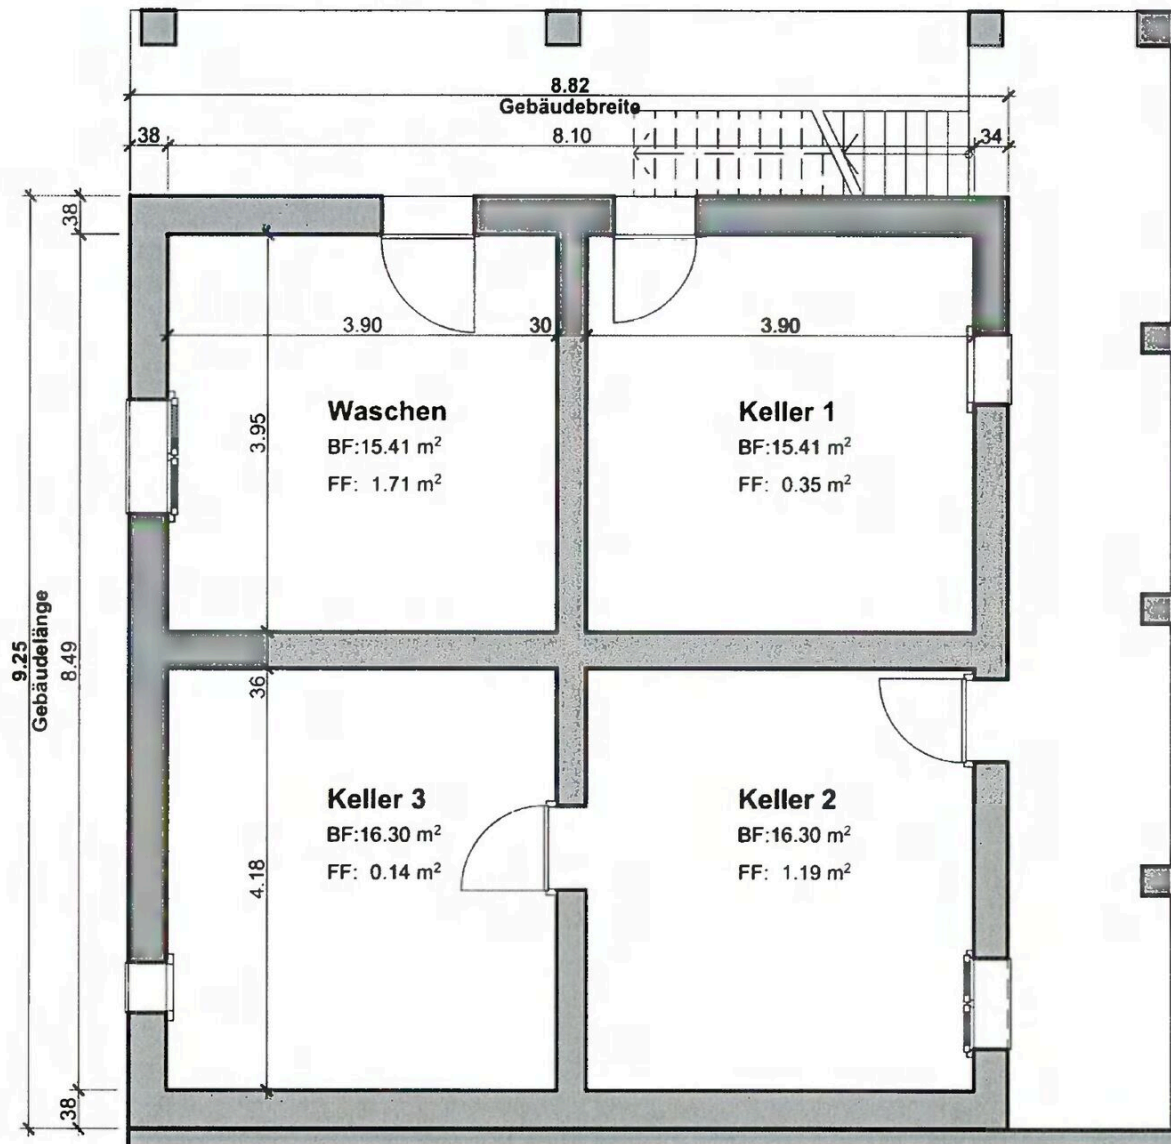 8.82
Gebäudebreite
38
8.10
34
38
3.90
30
3.90
Waschen
BF:15.41 m²
FF: 1.71 m²
3.95
Keller 1
BF:15.41 m²
FF: 0.35 m²
9.25
Gebäudelänge
8.49
36
Keller 3
BF:16.30 m²
FF: 0.14 m²
4.18
Keller 2
BF:16.30 m²
FF: 1.19 m²
38